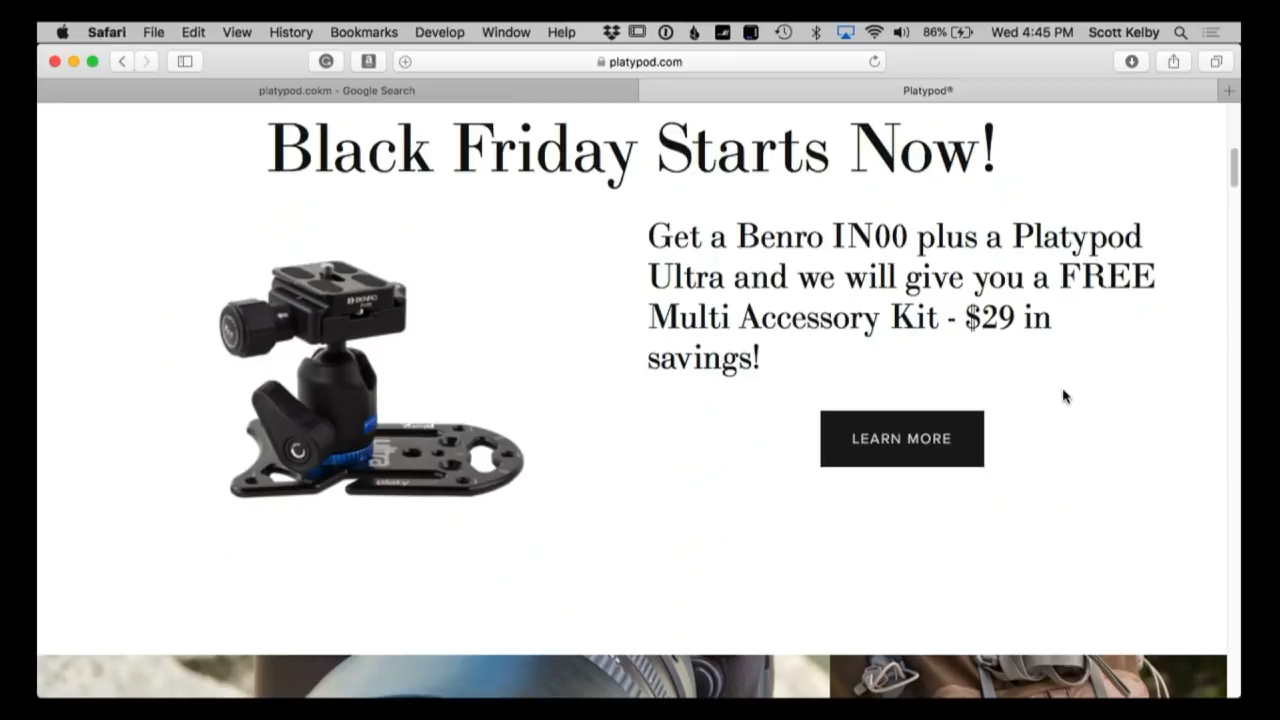 Safari File Edit View History Bookmarks Develop Window Help 86% Wed 4:45 PM Scott Kelby
platypod.com
platypod.cokm - Google Search
Platypod®
Black Friday Starts Now!
Get a Benro IN00 plus a Platypod
Ultra and we will give you a FREE
Multi Accessory Kit - $29 in
savings!
LEARN MORE
BENRO
ultra